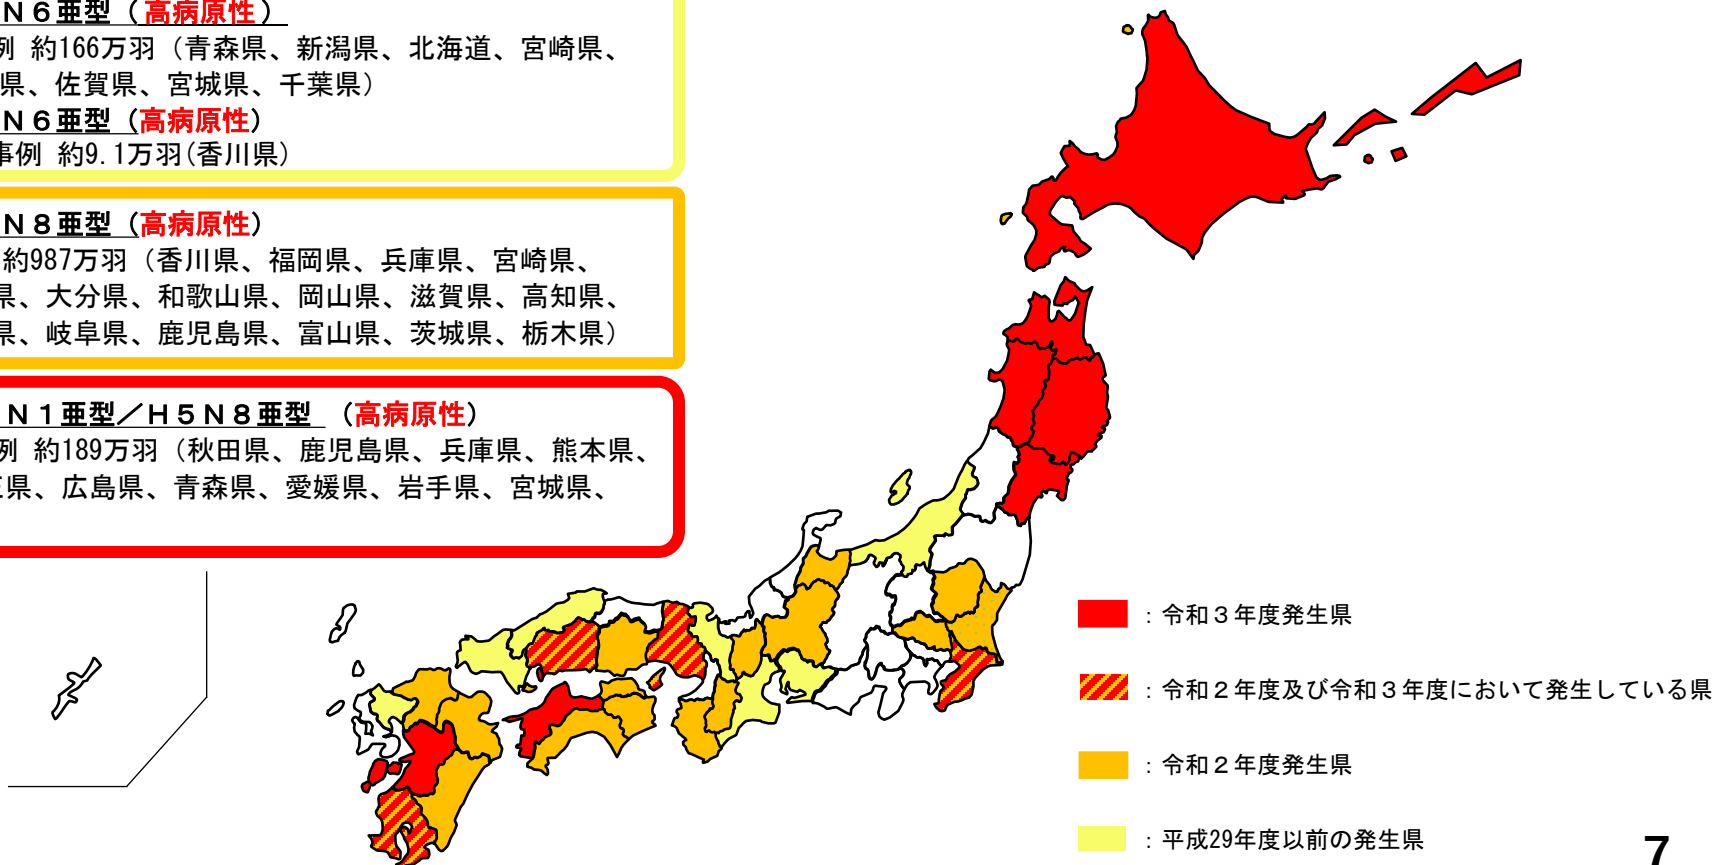 Ｎ６亜型（高病原性）
例 約166万羽（青森県、新潟県、北海道、宮崎県、
県、佐賀県、宮城県、千葉県）
Ｎ６亜型（高病原性）
事例 約9.1万羽(香川県）
Ｎ８亜型（高病原性）
約987万羽（香川県、福岡県、兵庫県、宮崎県、
県、大分県、和歌山県、岡山県、滋賀県、高知県、
県、岐阜県、鹿児島県、富山県、茨城県、栃木県）
Ｎ１亜型／Ｈ５Ｎ８亜型 （高病原性）
例 約189万羽（秋田県、鹿児島県、兵庫県、熊本県、
県、広島県、青森県、愛媛県、岩手県、宮城県、
：令和３年度発生県
：令和２年度及び令和３年度において発生している県
：令和２年度発生県
：平成29年度以前の発生県
7